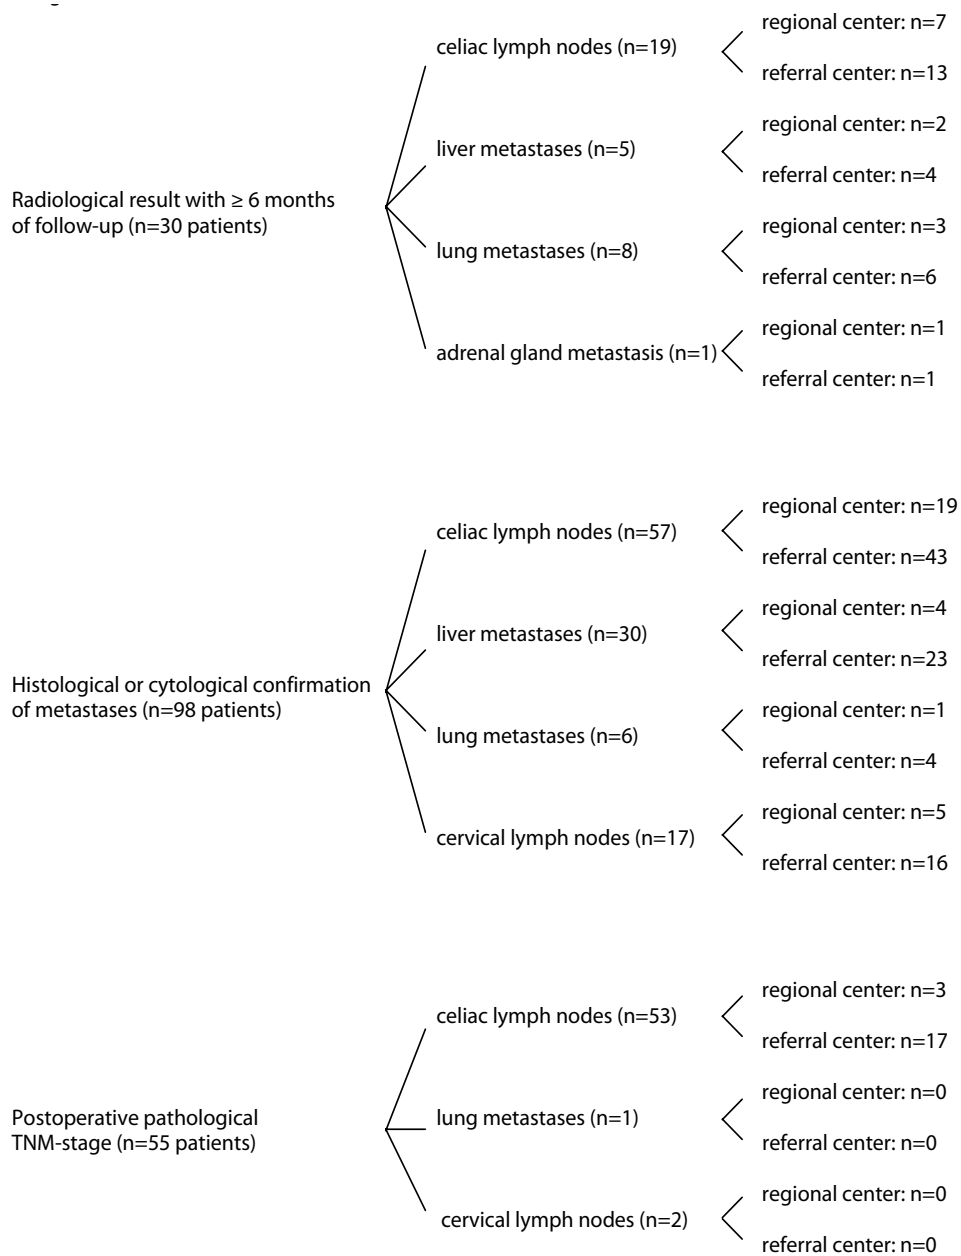 celiac lymph nodes (n=19)
regional center: n=7
referral center: n=13
liver metastases (n=5)
regional center: n=2
referral center: n=4
Radiological result with ≥ 6 months
of follow-up (n=30 patients)
lung metastases (n=8)
regional center: n=3
referral center: n=6
adrenal gland metastasis (n=1)
regional center: n=1
referral center: n=1
celiac lymph nodes (n=57)
regional center: n=19
referral center: n=43
liver metastases (n=30)
regional center: n=4
referral center: n=23
Histological or cytological confirmation
of metastases (n=98 patients)
lung metastases (n=6)
regional center: n=1
referral center: n=4
cervical lymph nodes (n=17)
regional center: n=5
referral center: n=16
celiac lymph nodes (n=53)
regional center: n=3
referral center: n=17
Postoperative pathological
TNM-stage (n=55 patients)
lung metastases (n=1)
regional center: n=0
referral center: n=0
cervical lymph nodes (n=2)
regional center: n=0
referral center: n=0